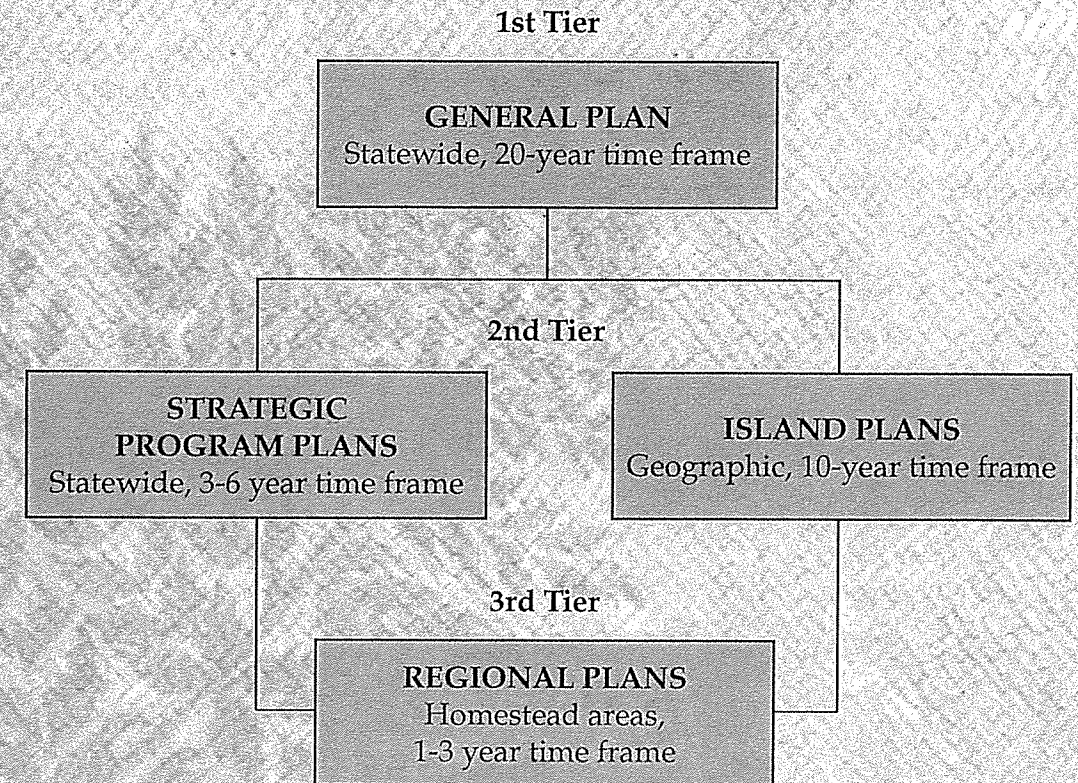 1st Tier
GENERAL PLAN
Statewide, 20-year time frame
2nd Tier
STRATEGIC
PROGRAM PLANS
Statewide, 3-6 year time frame
ISLAND PLANS
Geographic, 10-year time frame
3rd Tier
REGIONAL PLANS
Homestead areas,
1-3 year time frame